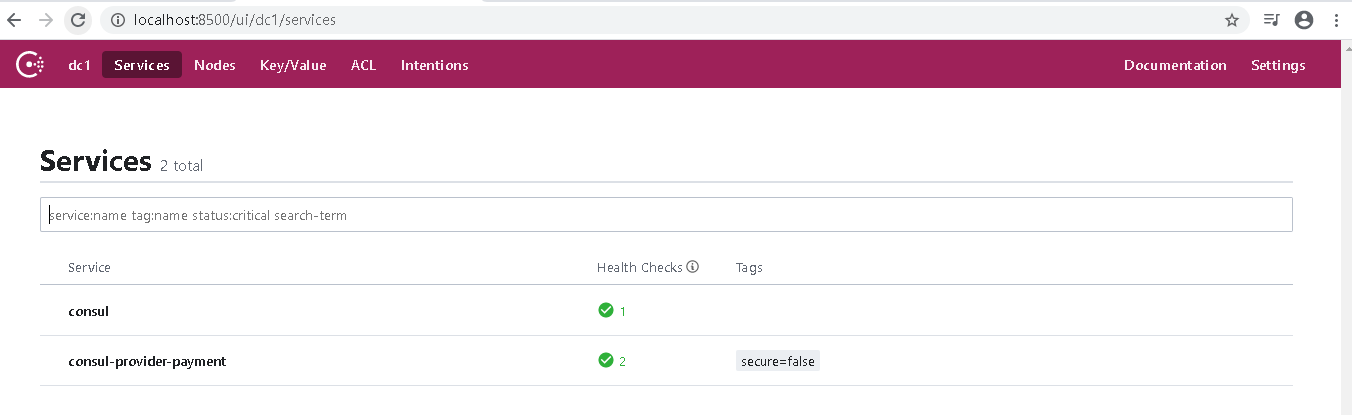 localhost:8500/ui/dc1/services
dc1 Services Nodes Key/Value ACL Intentions Documentation Settings
Services 2 total
service:name tag:name status:critical search-term
Service Health Checks Tags
consul 1
consul-provider-payment 2 secure=false